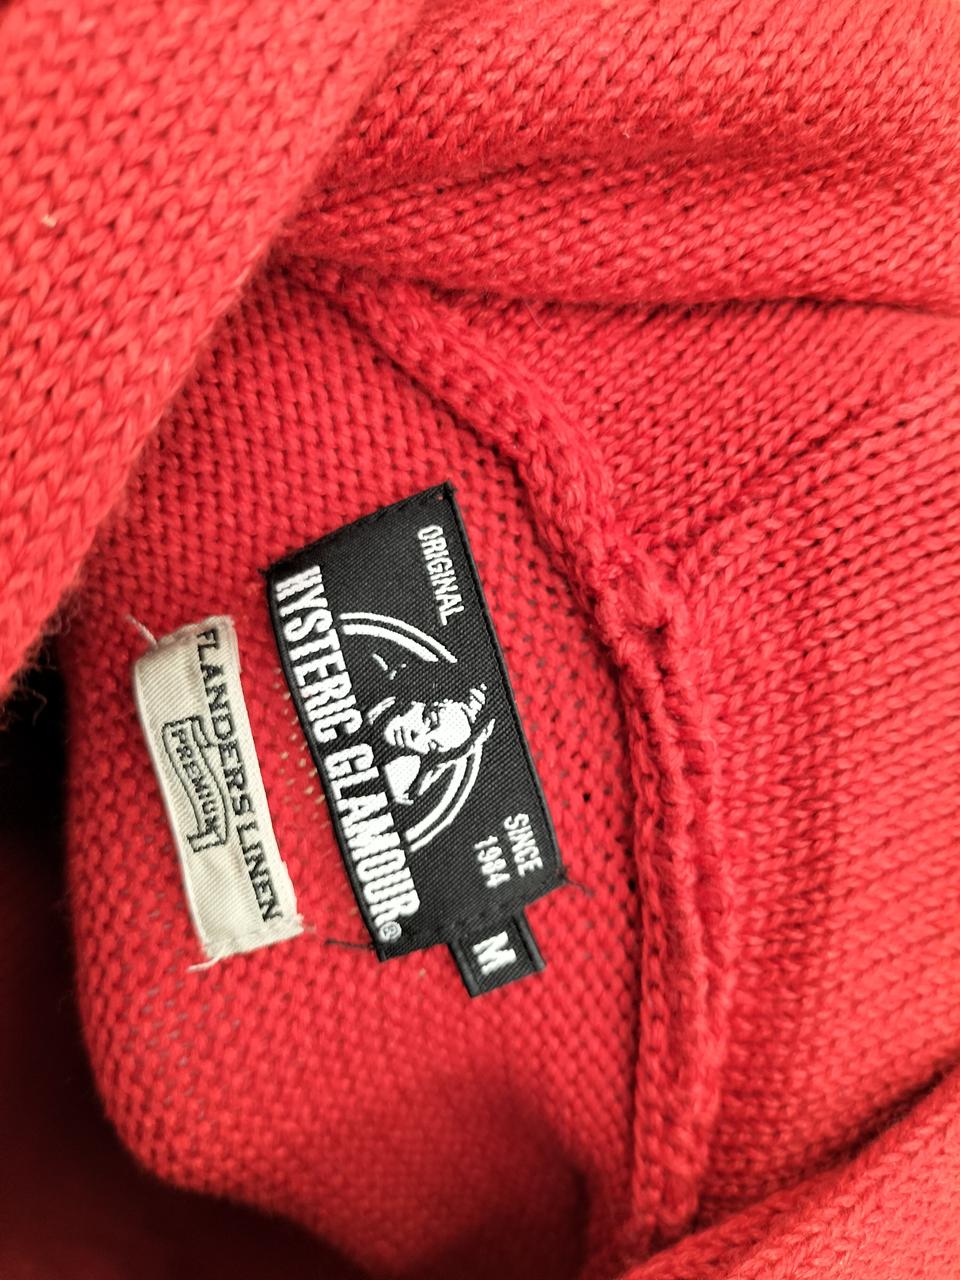 ORIGINAL
SINCE
1984
HYSTERIC GLAMOUR®
M
FLANDERS LINEN
PREMIUM